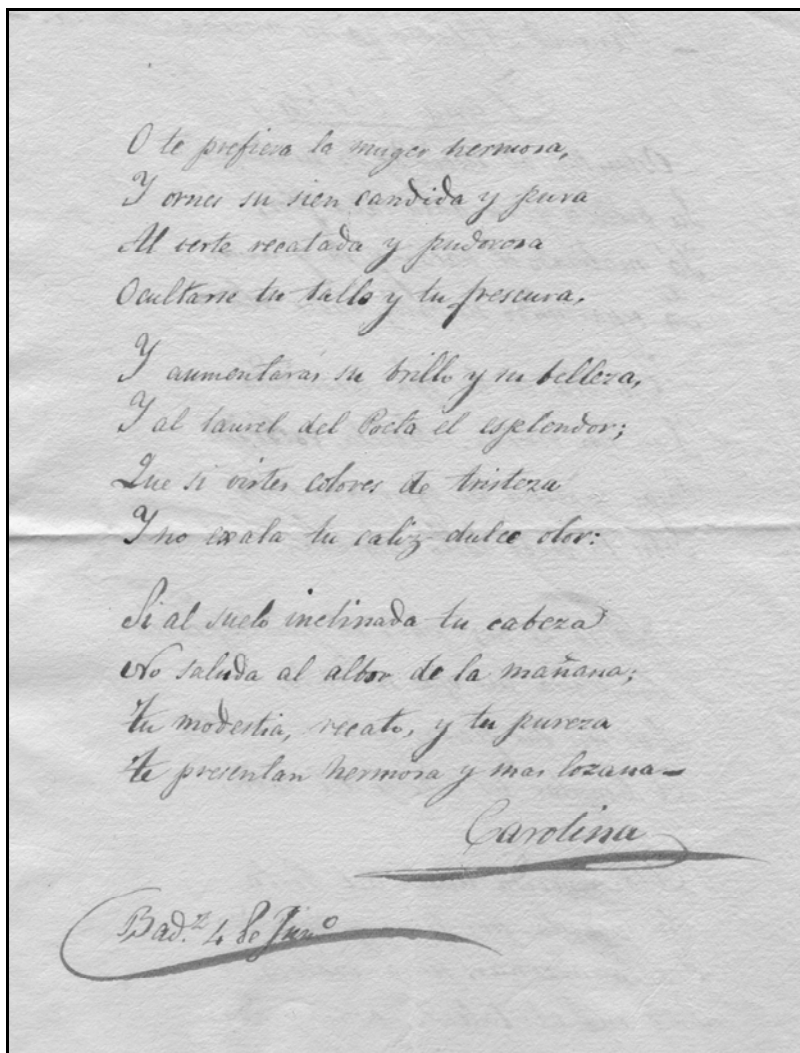 O te prefiera la muger hermosa,
Y ornes su sien candida y pura
Al verte recatada y pudorosa
Ocultarse tu tallo y tu frescura.
Y aumentaras su brillo y su belleza,
Y al laurel del Poeta el esplendor;
Que si vistes colores de tristeza
Y no exala tu caliz dulce olor:
Si al suelo inclinada tu cabeza
No saluda al albor de la mañana;
Tu modestia, recato, y tu pureza
Te presentan hermosa y mas lozana—
Carolina
Bad.z 4 de Jun.o